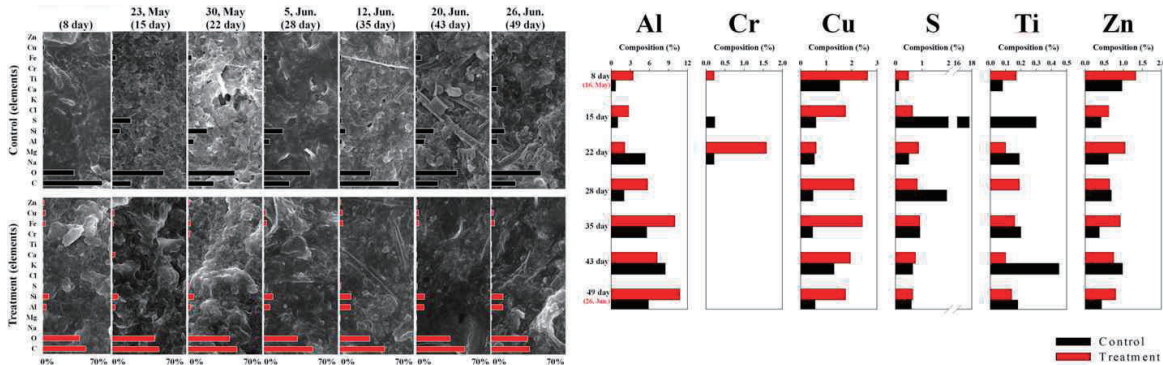 23, May 30, May 5, Jun. 12, Jun. 20, Jun. 26, Jun.
(8 day) (15 day) (22 day) (28 day) (35 day) (43 day) (49 day)
Control (elements)
Zn
Cu
Fe
Cr
Ti
Ca
K
Cl
S
Si
Al
Mg
Na
O
C
Treatment (elements)
Zn
Cu
Fe
Cr
Ti
Ca
K
Cl
S
Si
Al
Mg
Na
O
C
0% 70% 0% 70% 0% 70% 0% 70% 0% 70% 0% 70% 0% 70%
Al Cr Cu S Ti Zn
Composition (%) Composition (%) Composition (%) Composition (%) Composition (%) Composition (%)
0 3 6 9 12 0.0 0.5 1.0 1.5 2.0 0 1 2 3 0 1 2 16 18 0.0 0.1 0.2 0.3 0.4 0.5 0.0 0.5 1.0 1.5 2.0
8 day
(16, May)
15 day
22 day
28 day
35 day
43 day
49 day
(26, Jun.)
Control
Treatment